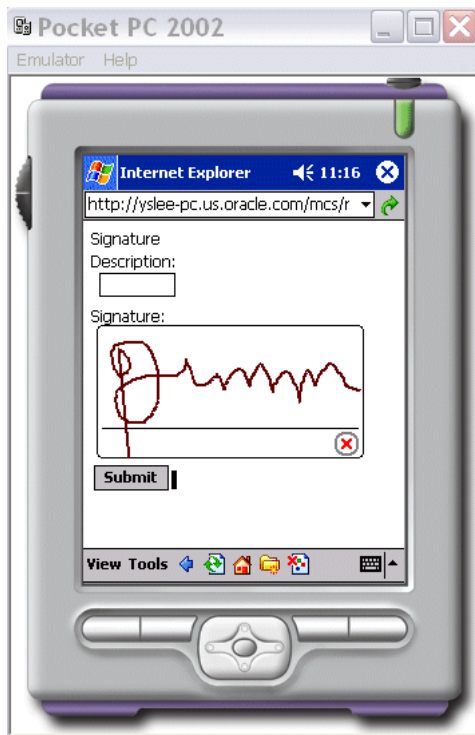 Pocket PC 2002
Emulator Help
Internet Explorer 11:16
http://yslee-pc.us.oracle.com/mcs/r
Signature
Description:
Signature:
Submit
View Tools